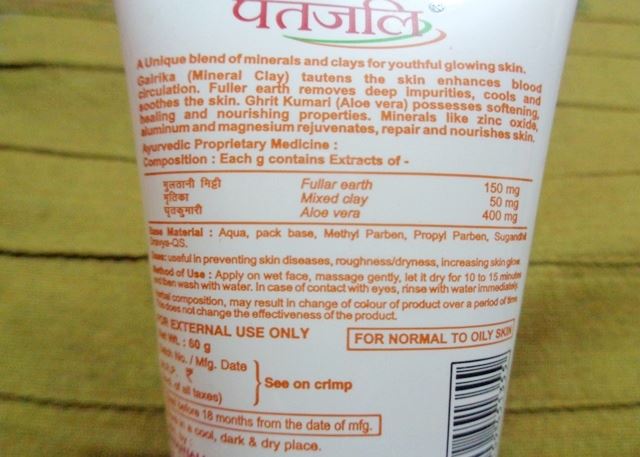 पतंजलि®
A Unique blend of minerals and clays for youthful glowing skin.
Gairika (Mineral Clay) tautens the skin enhances blood
circulation. Fuller earth removes deep impurities, cools and
soothes the skin. Ghrit Kumari (Aloe vera) possesses softening,
healing and nourishing properties. Minerals like zinc oxide,
aluminum and magnesium rejuvenates, repair and nourishes skin.
Ayurvedic Proprietary Medicine :
Composition : Each g contains Extracts of -
मुलतानी मिट्टी Fullar earth 150 mg
मृतिका Mixed clay 50 mg
घृतकुमारी Aloe vera 400 mg
Base Material : Aqua, pack base, Methyl Parben, Propyl Parben, Sugandhit
Dravya-QS.
Uses: useful in preventing skin diseases, roughness/dryness, increasing skin glow.
Method of Use : Apply on wet face, massage gently, let it dry for 10 to 15 minutes
and then wash with water. In case of contact with eyes, rinse with water immediately.
Herbal composition, may result in change of colour of product over a period of time
This does not change the effectiveness of the product.
FOR EXTERNAL USE ONLY
FOR NORMAL TO OILY SKIN
Net Wt. : 60 g
Batch No. / Mfg. Date
M.R.P. ₹
of all taxes)
See on crimp
before 18 months from the date of mfg.
in a cool, dark & dry place.